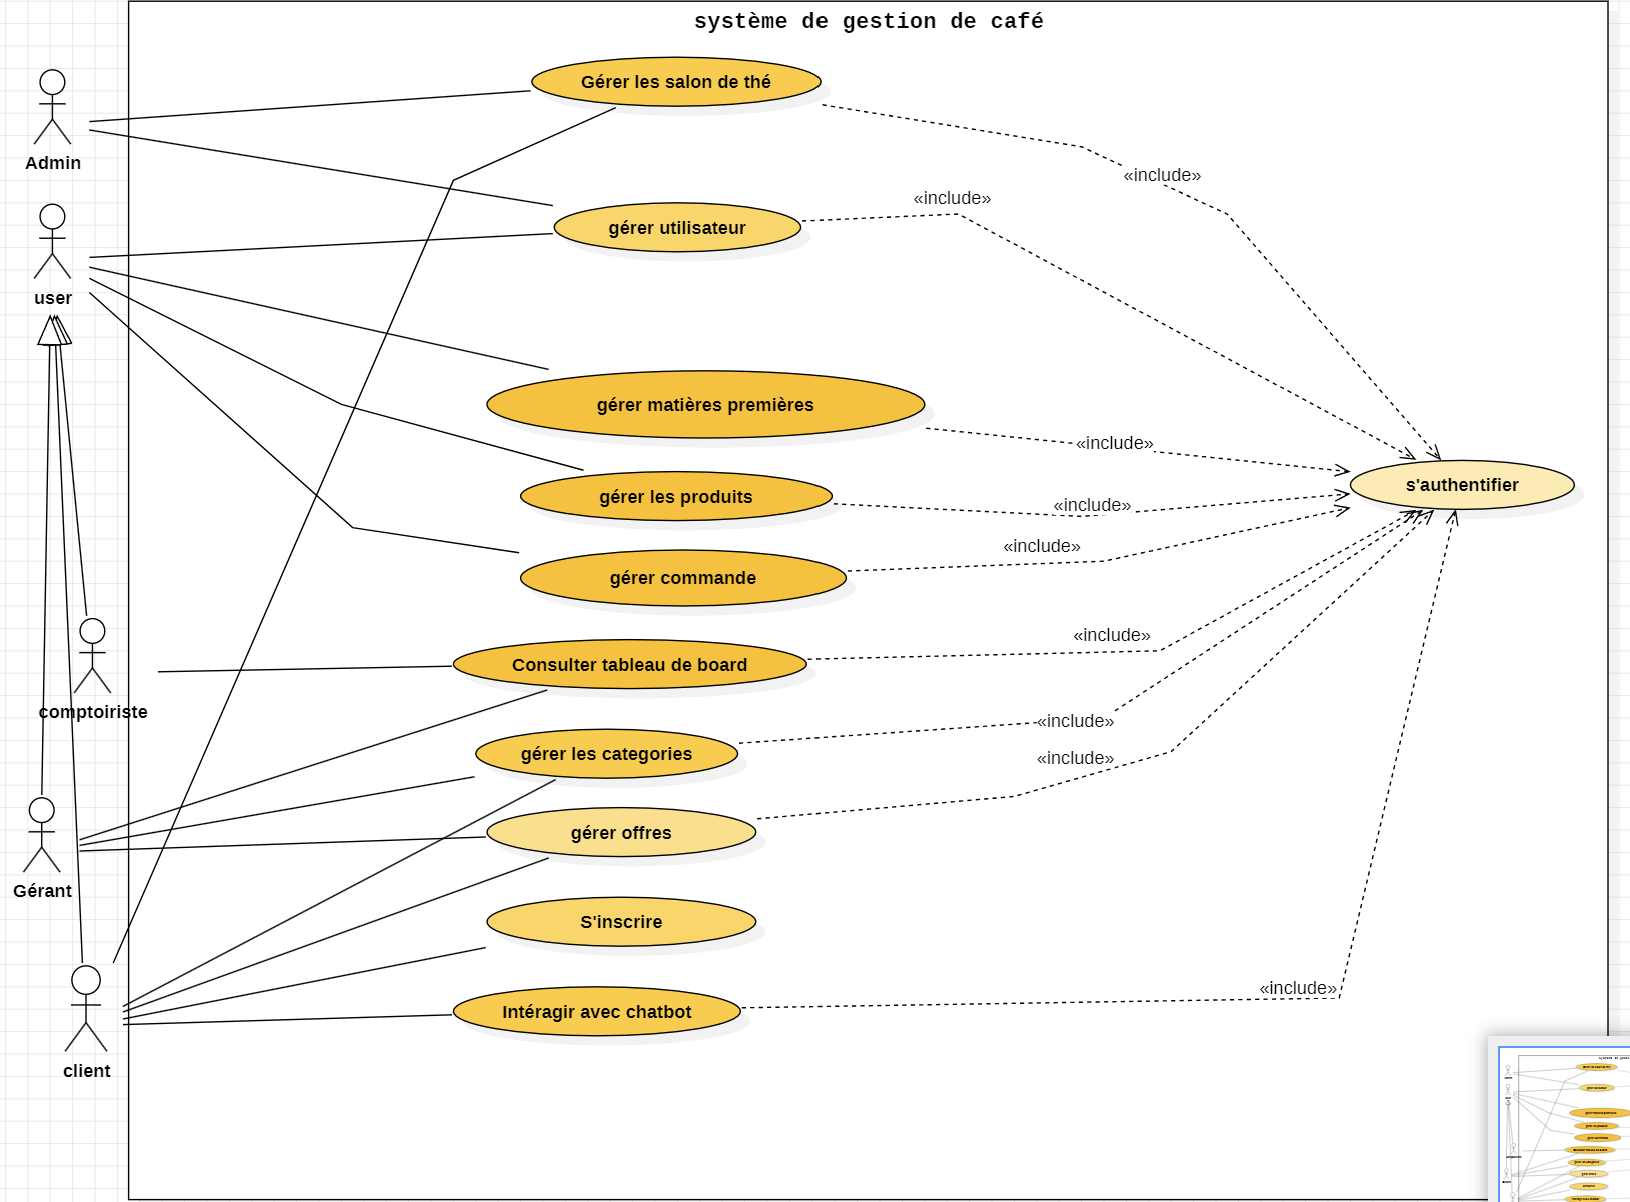 système de gestion de café
Gérer les salon de thé
Admin
«include»
«include»
gérer utilisateur
user
gérer matières premières
«include»
s'authentifier
gérer les produits
«include»
«include»
gérer commande
«include»
Consulter tableau de board
comptoiriste
«include»
gérer les categories
«include»
gérer offres
Gérant
S'inscrire
«include»
Intéragir avec chatbot
client